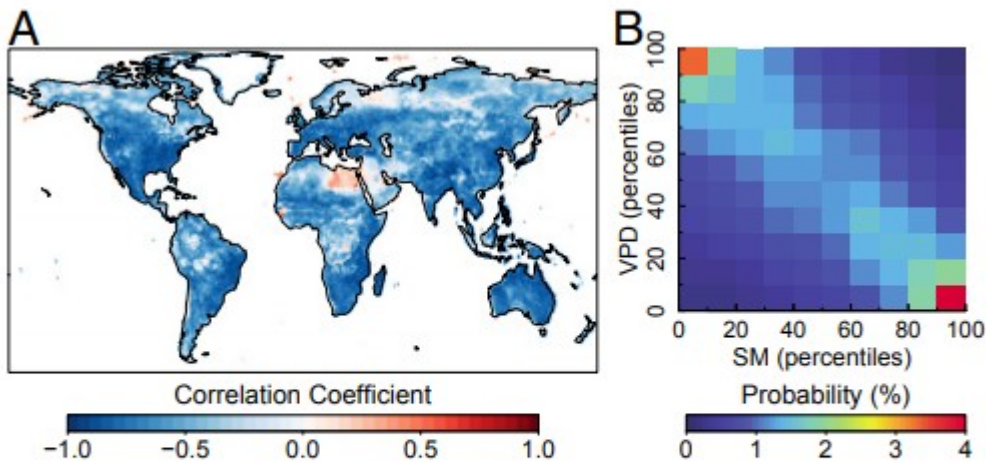 A
B
VPD (percentiles)
100
80
60
40
20
0
0 20 40 60 80 100
SM (percentiles)
Correlation Coefficient
−1.0 −0.5 0.0 0.5 1.0
Probability (%)
0 1 2 3 4